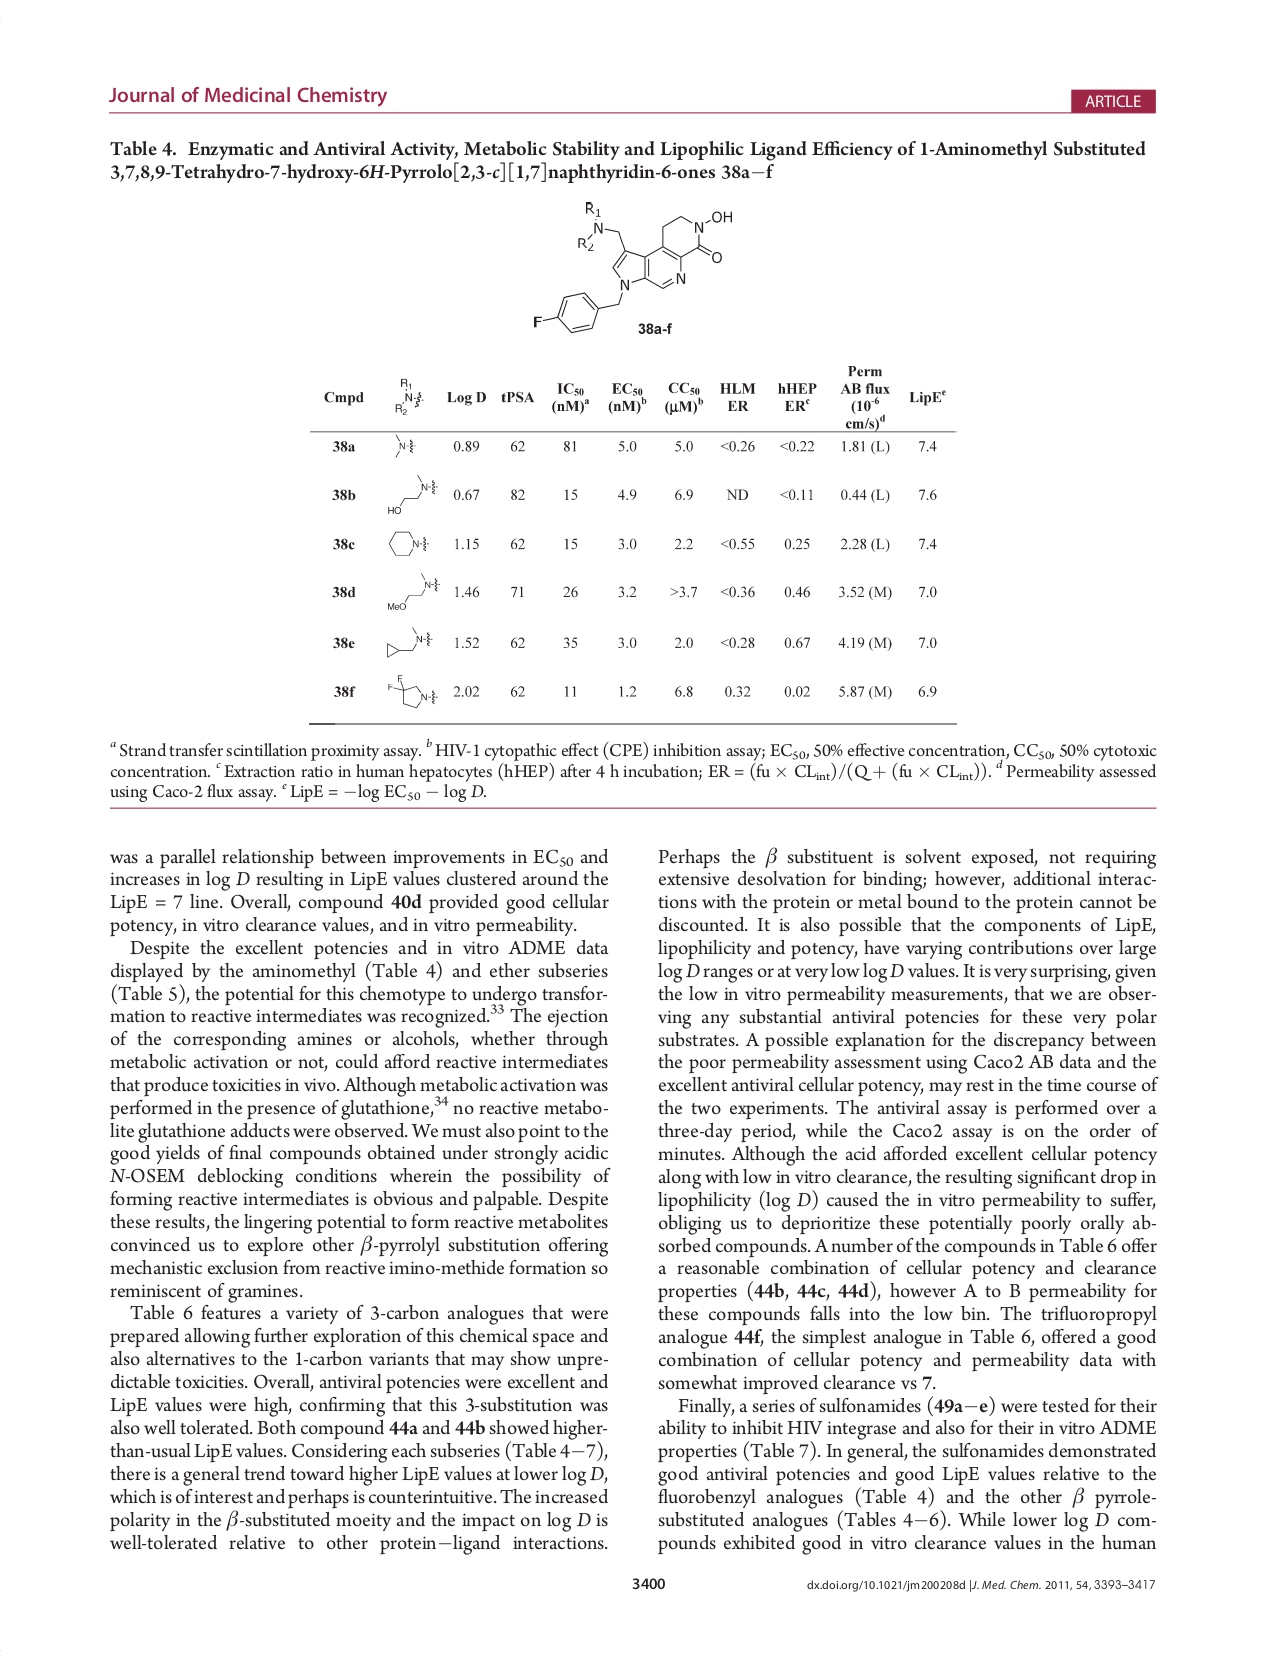 Journal of Medicinal Chemistry
ARTICLE
Table 4. Enzymatic and Antiviral Activity, Metabolic Stability and Lipophilic Ligand Efficiency of 1-Aminomethyl Substituted
3,7,8,9-Tetrahydro-7-hydroxy-6H-Pyrrolo[2,3-c][1,7]naphthyridin-6-ones 38a−f
R1
N
R2
N
OH
O
N
N
F
38a-f
Cmpd R1 N R2 Log D tPSA IC50 (nM)a EC50 (nM)b CC50 (μM)b HLM ER hHEP ERc Perm AB flux (10-6 cm/s)d LipEe
38a N 0.89 62 81 5.0 5.0 <0.26 <0.22 1.81 (L) 7.4
38b N HO 0.67 82 15 4.9 6.9 ND <0.11 0.44 (L) 7.6
38c N 1.15 62 15 3.0 2.2 <0.55 0.25 2.28 (L) 7.4
38d N MeO 1.46 71 26 3.2 >3.7 <0.36 0.46 3.52 (M) 7.0
38e N 1.52 62 35 3.0 2.0 <0.28 0.67 4.19 (M) 7.0
38f F F N 2.02 62 11 1.2 6.8 0.32 0.02 5.87 (M) 6.9
a Strand transfer scintillation proximity assay. b HIV-1 cytopathic effect (CPE) inhibition assay; EC50, 50% effective concentration, CC50, 50% cytotoxic
concentration. c Extraction ratio in human hepatocytes (hHEP) after 4 h incubation; ER = (fu × CLint)/(Q + (fu × CLint)). d Permeability assessed
using Caco-2 flux assay. e LipE = −log EC50 − log D.
was a parallel relationship between improvements in EC50 and
increases in log D resulting in LipE values clustered around the
LipE = 7 line. Overall, compound 40d provided good cellular
potency, in vitro clearance values, and in vitro permeability.
Despite the excellent potencies and in vitro ADME data
displayed by the aminomethyl (Table 4) and ether subseries
(Table 5), the potential for this chemotype to undergo transfor-
mation to reactive intermediates was recognized.33 The ejection
of the corresponding amines or alcohols, whether through
metabolic activation or not, could afford reactive intermediates
that produce toxicities in vivo. Although metabolic activation was
performed in the presence of glutathione,34 no reactive metabo-
lite glutathione adducts were observed. We must also point to the
good yields of final compounds obtained under strongly acidic
N-OSEM deblocking conditions wherein the possibility of
forming reactive intermediates is obvious and palpable. Despite
these results, the lingering potential to form reactive metabolites
convinced us to explore other β-pyrrolyl substitution offering
mechanistic exclusion from reactive imino-methide formation so
reminiscent of gramines.
Table 6 features a variety of 3-carbon analogues that were
prepared allowing further exploration of this chemical space and
also alternatives to the 1-carbon variants that may show unpre-
dictable toxicities. Overall, antiviral potencies were excellent and
LipE values were high, confirming that this 3-substitution was
also well tolerated. Both compound 44a and 44b showed higher-
than-usual LipE values. Considering each subseries (Table 4−7),
there is a general trend toward higher LipE values at lower log D,
which is of interest and perhaps is counterintuitive. The increased
polarity in the β-substituted moeity and the impact on log D is
well-tolerated relative to other protein−ligand interactions.
Perhaps the β substituent is solvent exposed, not requiring
extensive desolvation for binding; however, additional interac-
tions with the protein or metal bound to the protein cannot be
discounted. It is also possible that the components of LipE,
lipophilicity and potency, have varying contributions over large
log D ranges or at very low log D values. It is very surprising, given
the low in vitro permeability measurements, that we are obser-
ving any substantial antiviral potencies for these very polar
substrates. A possible explanation for the discrepancy between
the poor permeability assessment using Caco2 AB data and the
excellent antiviral cellular potency, may rest in the time course of
the two experiments. The antiviral assay is performed over a
three-day period, while the Caco2 assay is on the order of
minutes. Although the acid afforded excellent cellular potency
along with low in vitro clearance, the resulting significant drop in
lipophilicity (log D) caused the in vitro permeability to suffer,
obliging us to deprioritize these potentially poorly orally ab-
sorbed compounds. A number of the compounds in Table 6 offer
a reasonable combination of cellular potency and clearance
properties (44b, 44c, 44d), however A to B permeability for
these compounds falls into the low bin. The trifluoropropyl
analogue 44f, the simplest analogue in Table 6, offered a good
combination of cellular potency and permeability data with
somewhat improved clearance vs 7.
Finally, a series of sulfonamides (49a−e) were tested for their
ability to inhibit HIV integrase and also for their in vitro ADME
properties (Table 7). In general, the sulfonamides demonstrated
good antiviral potencies and good LipE values relative to the
fluorobenzyl analogues (Table 4) and the other β pyrrole-
substituted analogues (Tables 4−6). While lower log D com-
pounds exhibited good in vitro clearance values in the human
3400
dx.doi.org/10.1021/jm200208d |J. Med. Chem. 2011, 54, 3393–3417